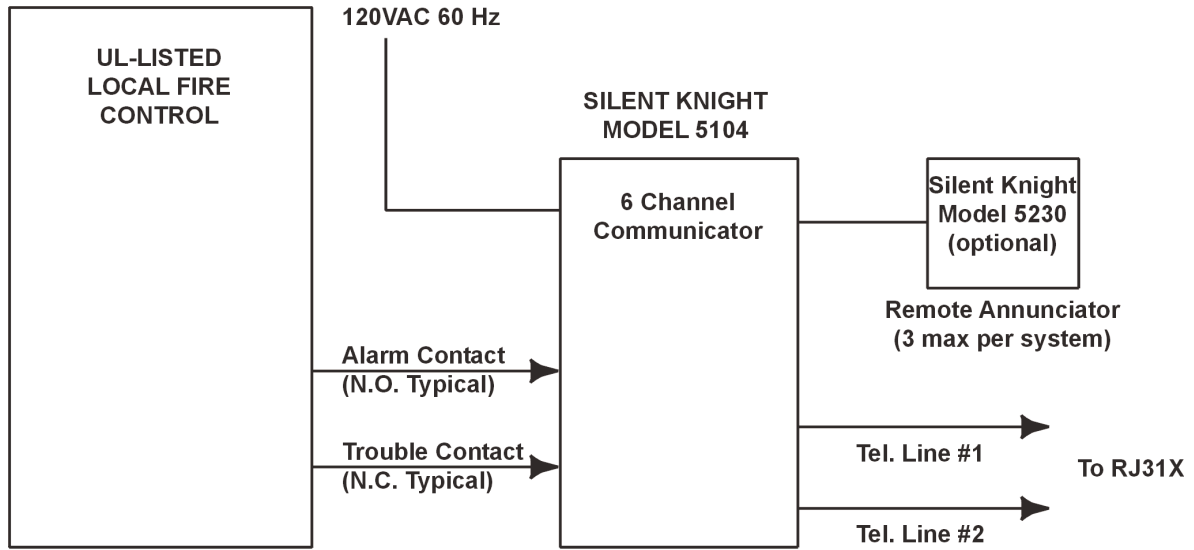 120VAC 60 Hz
UL-LISTED
LOCAL FIRE
CONTROL
SILENT KNIGHT
MODEL 5104
6 Channel
Communicator
Silent Knight
Model 5230
(optional)
Remote Annunciator
(3 max per system)
Alarm Contact
(N.O. Typical)
Trouble Contact
(N.C. Typical)
Tel. Line #1
To RJ31X
Tel. Line #2